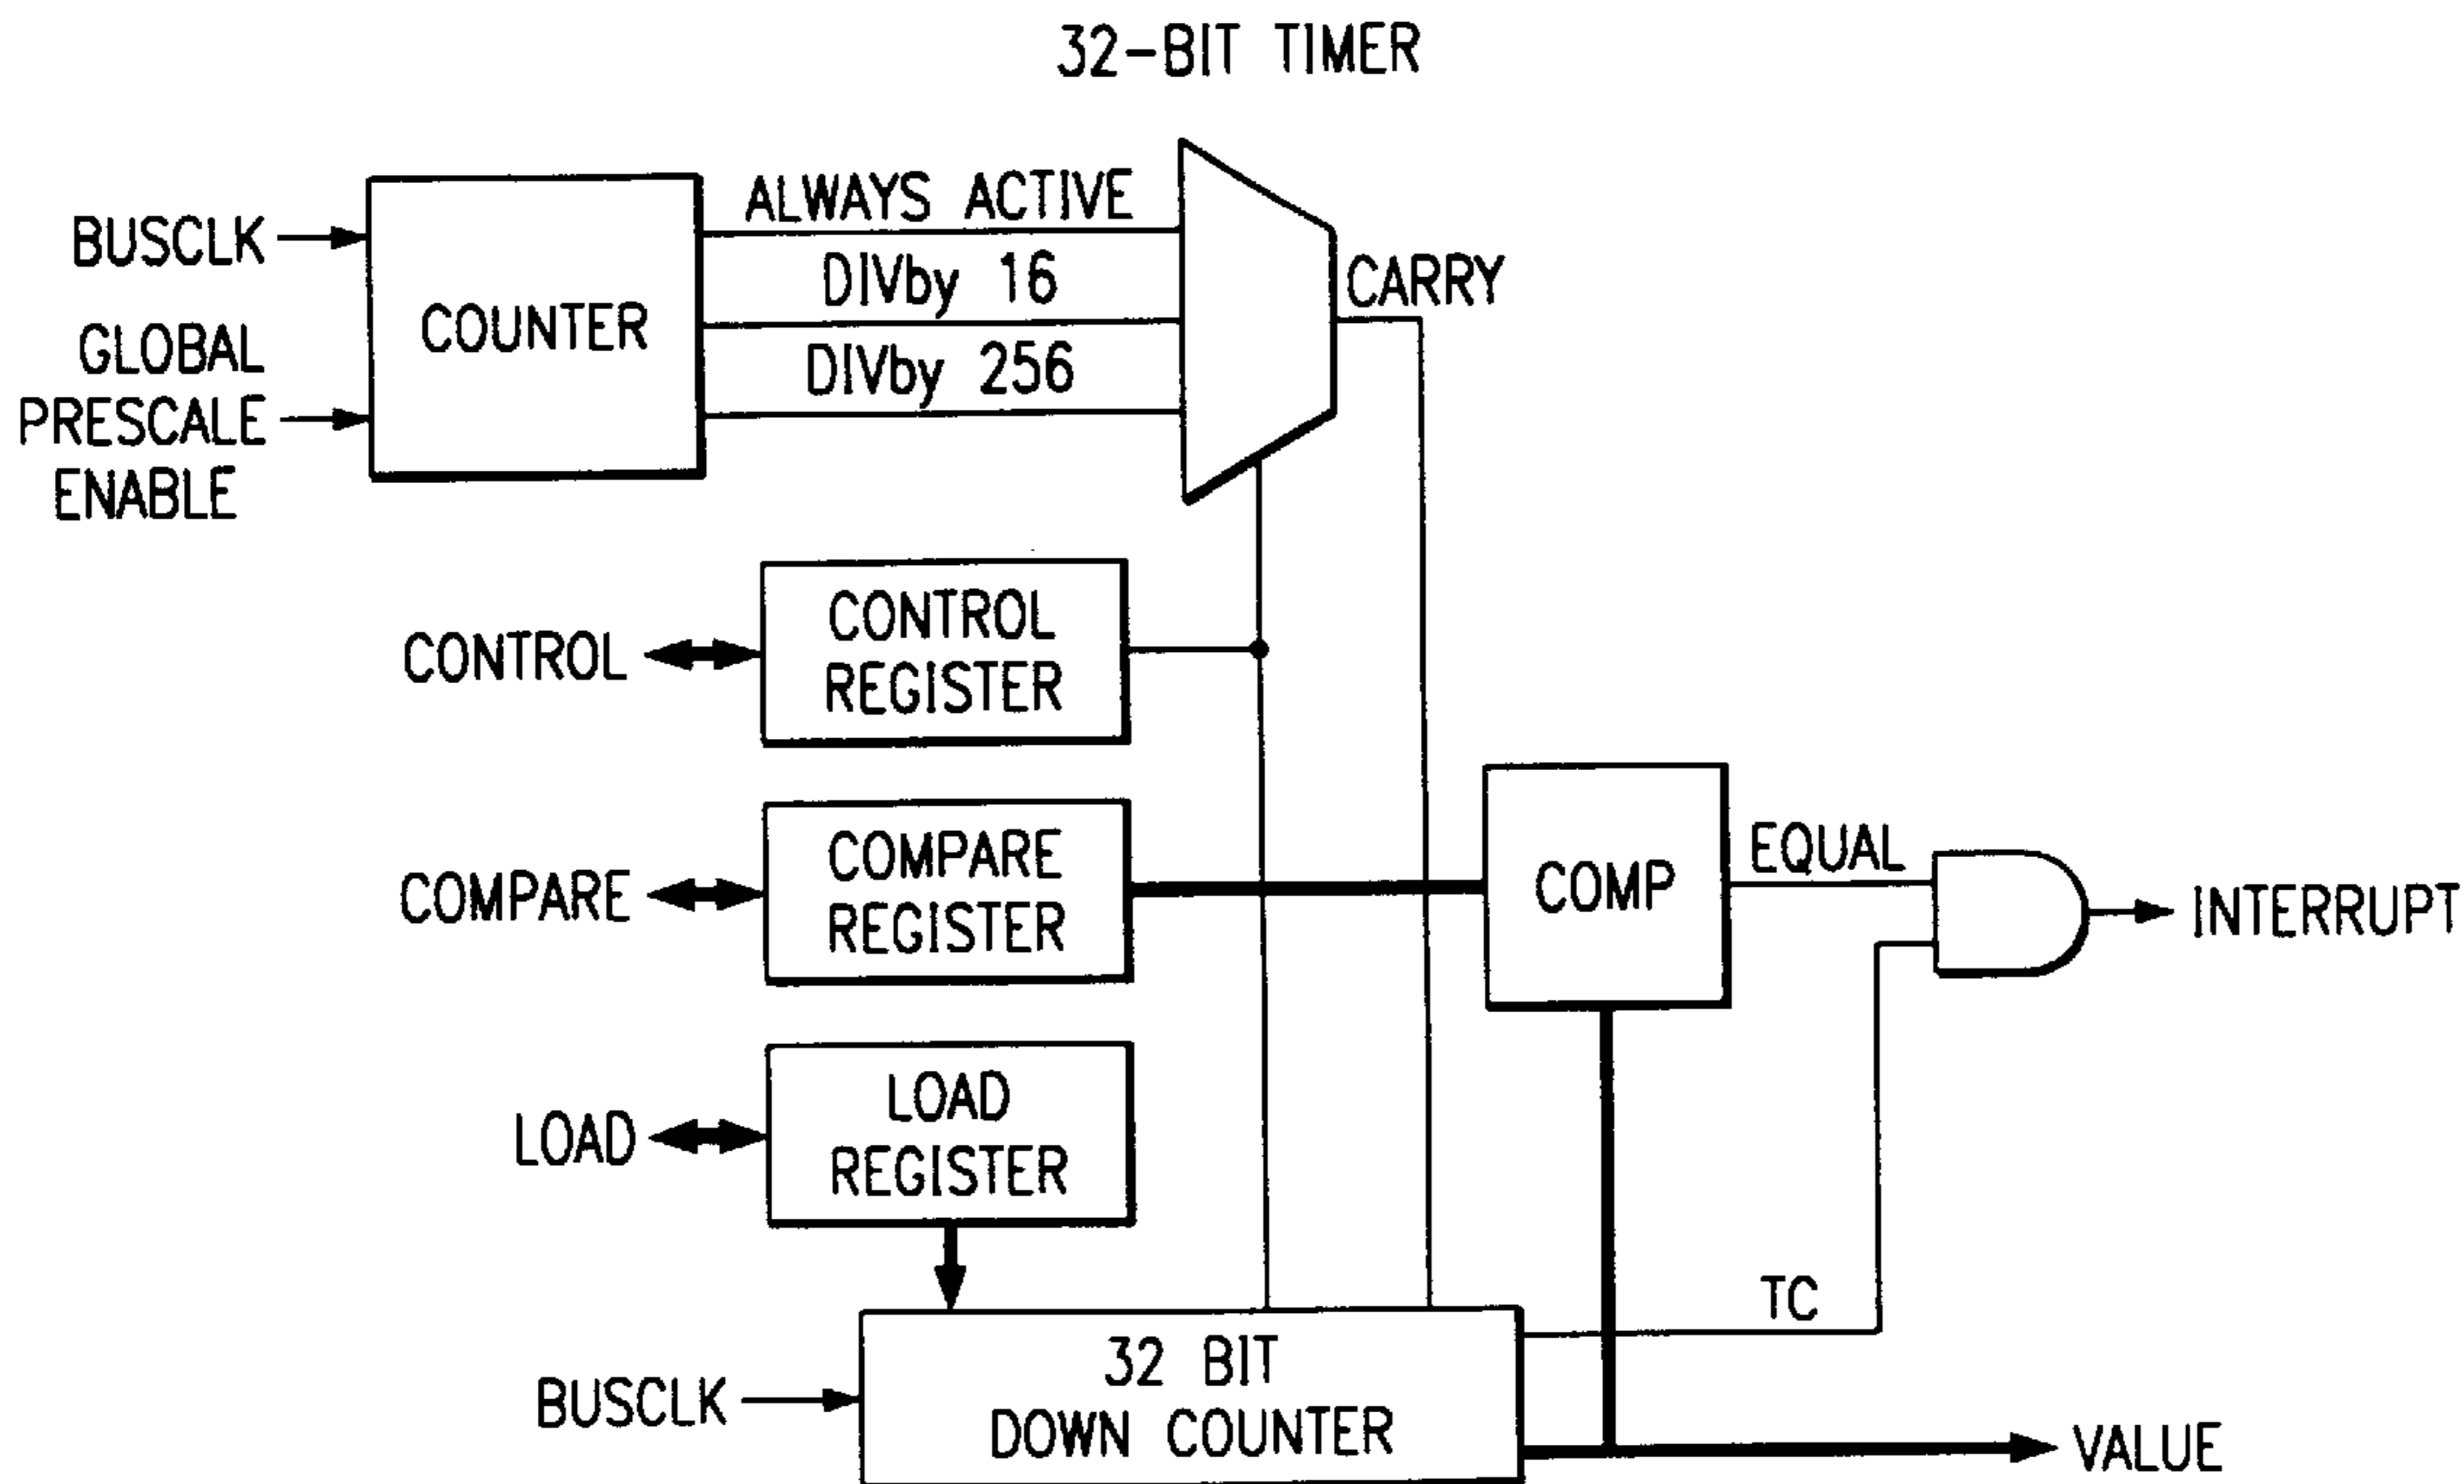 32-BIT TIMER
BUSCLK
GLOBAL
PRESCALE
ENABLE
COUNTER
ALWAYS ACTIVE
DIVby 16
DIVby 256
CARRY
CONTROL
CONTROL
REGISTER
COMPARE
COMPARE
REGISTER
COMP
EQUAL
INTERRUPT
LOAD
LOAD
REGISTER
TC
BUSCLK
32 BIT
DOWN COUNTER
VALUE